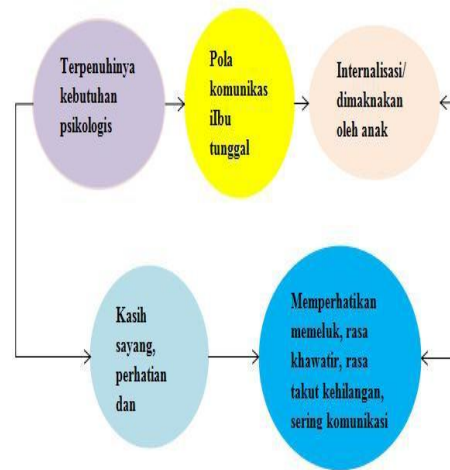 Terpenuhinya
kebutuhan
psikologis
Pola
komunikas
iIbu
tunggal
Internalisasi/
dimaknakan
oleh anak
Kasih
sayang,
perhatian
dan
Memperhatikan
memeluk, rasa
khawatir, rasa
takut kehilangan,
sering komunikasi